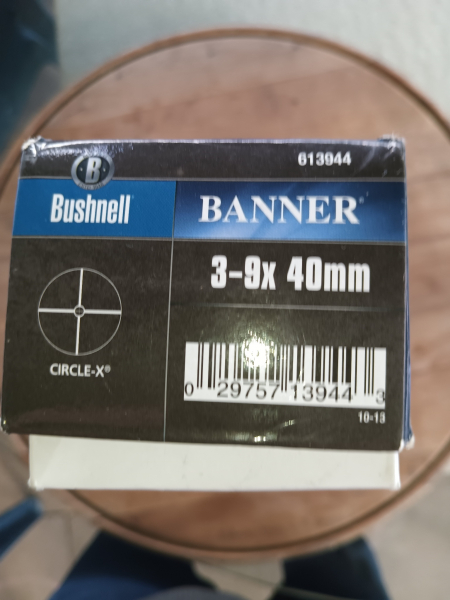 B
613944
Bushnell
BANNER®
3-9x 40mm
CIRCLE-X®
0 29757 13944 3
10-13